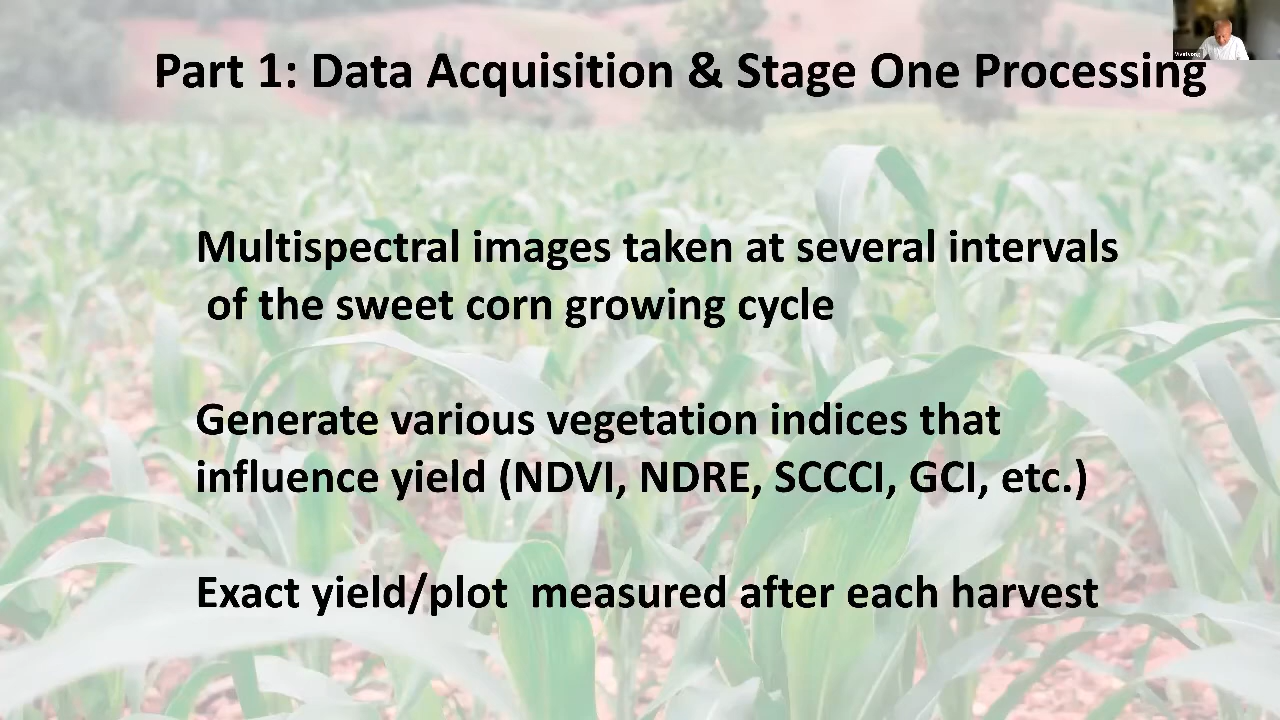 Part 1: Data Acquisition & Stage One Processing
Multispectral images taken at several intervals
of the sweet corn growing cycle
Generate various vegetation indices that
influence yield (NDVI, NDRE, SCCCI, GCI, etc.)
Exact yield/plot  measured after each harvest